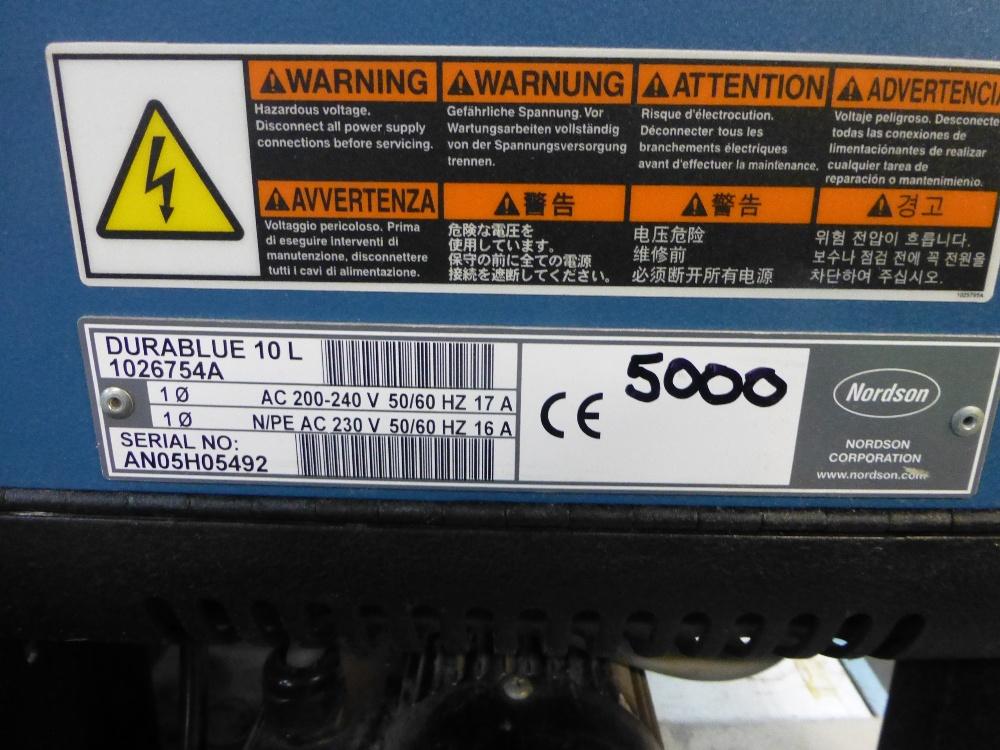 WARNING
Hazardous voltage.
Disconnect all power supply
connections before servicing.
WARNUNG
Gefährliche Spannung. Vor
Wartungsarbeiten vollständig
von der Spannungsversorgung
trennen.
ATTENTION
Risque d'électrocution.
Déconnecter tous les
branchements électriques
avant d'effectuer la maintenance.
ADVERTENCIA
Voltaje peligroso. Desconecte
todas las conexiones de
limentaciónantes de realizar
cualquier tarea de
reparación o mantenimiento.
AVVERTENZA
Voltaggio pericoloso. Prima
di eseguire interventi di
manutenzione, disconnettere
tutti i cavi di alimentazione.
警告
危険な電圧を
使用しています。
保守の前に全ての電源
接続を遮断してください。
警告
电压危险
维修前
必须断开所有电源
경고
위험 전압이 흐릅니다.
보수나 점검 전에 꼭 전원을
차단하여 주십시오.
DURABLUE 10 L
1026754A
1 Ø AC 200-240 V 50/60 HZ 17 A
1 Ø N/PE AC 230 V 50/60 HZ 16 A
SERIAL NO:
AN05H05492
CE
5000
Nordson
NORDSON
CORPORATION
www.nordson.com